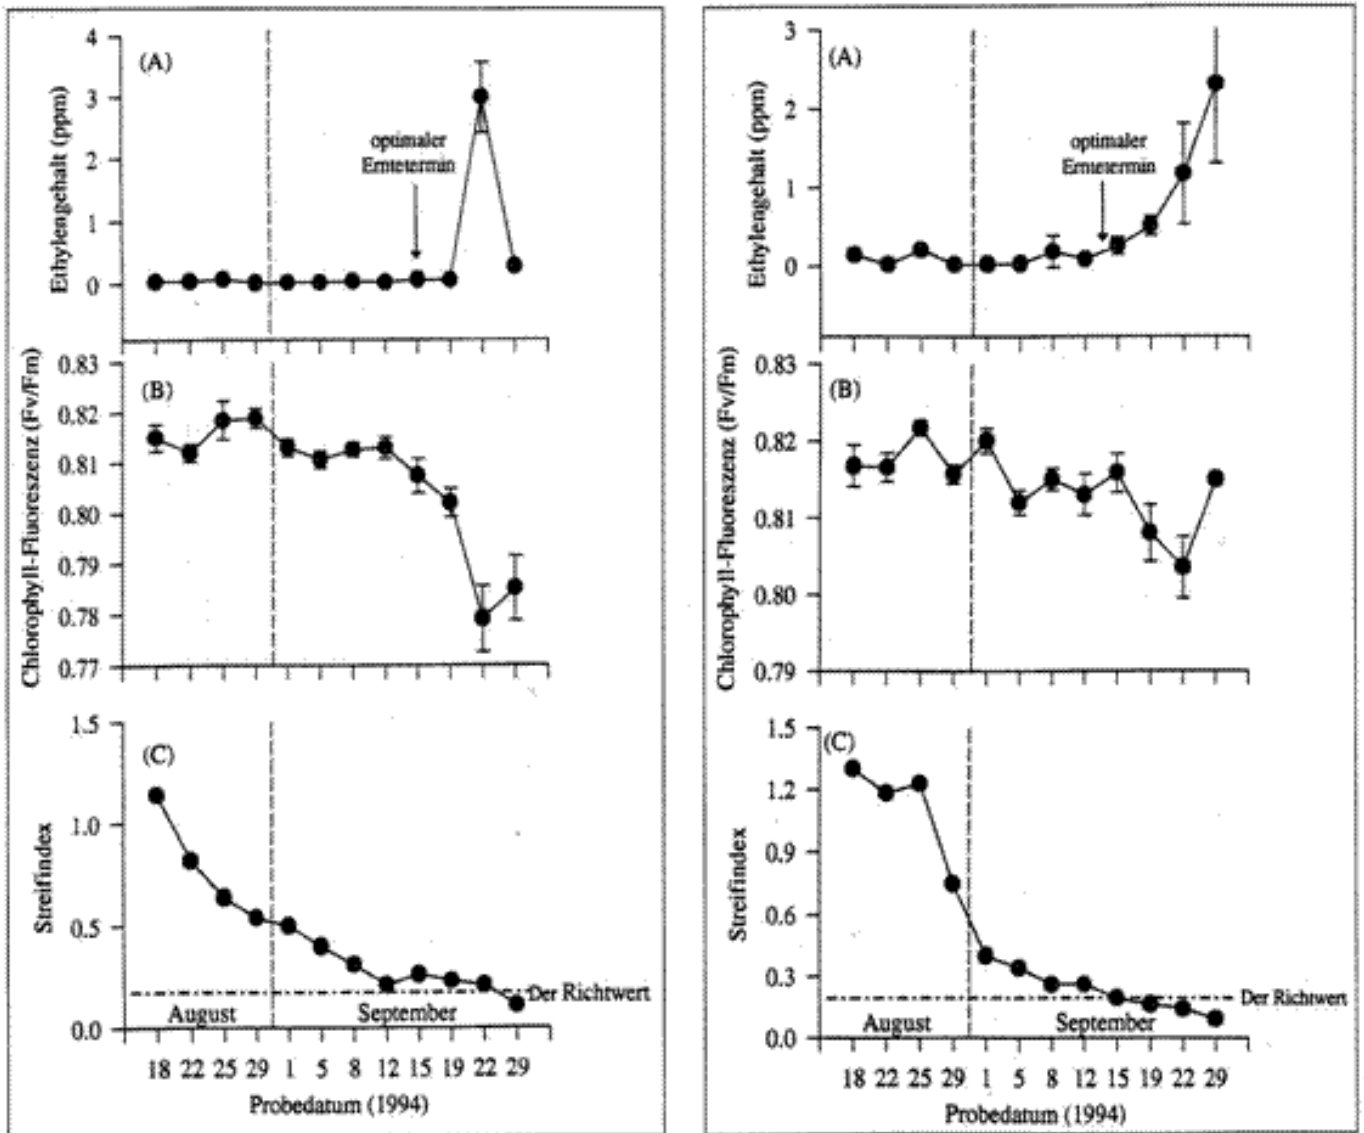 (A)
Ethylengehalt (ppm)
4
3
2
1
0
optimaler
Erntetermin
(B)
Chlorophyll-Fluoreszenz (Fv/Fm)
0.83
0.82
0.81
0.80
0.79
0.78
0.77
(C)
Streifindex
1.5
1.0
0.5
0.0
Der Richtwert
August September
18 22 25 29 1 5 8 12 15 19 22 29
Probedatum (1994)
(A)
Ethylengehalt (ppm)
3
2
1
0
optimaler
Erntetermin
(B)
Chlorophyll-Fluoreszenz (Fv/Fm)
0.83
0.82
0.81
0.80
0.79
(C)
Streifindex
1.5
1.2
0.9
0.6
0.3
0.0
Der Richtwert
August September
18 22 25 29 1 5 8 12 15 19 22 29
Probedatum (1994)